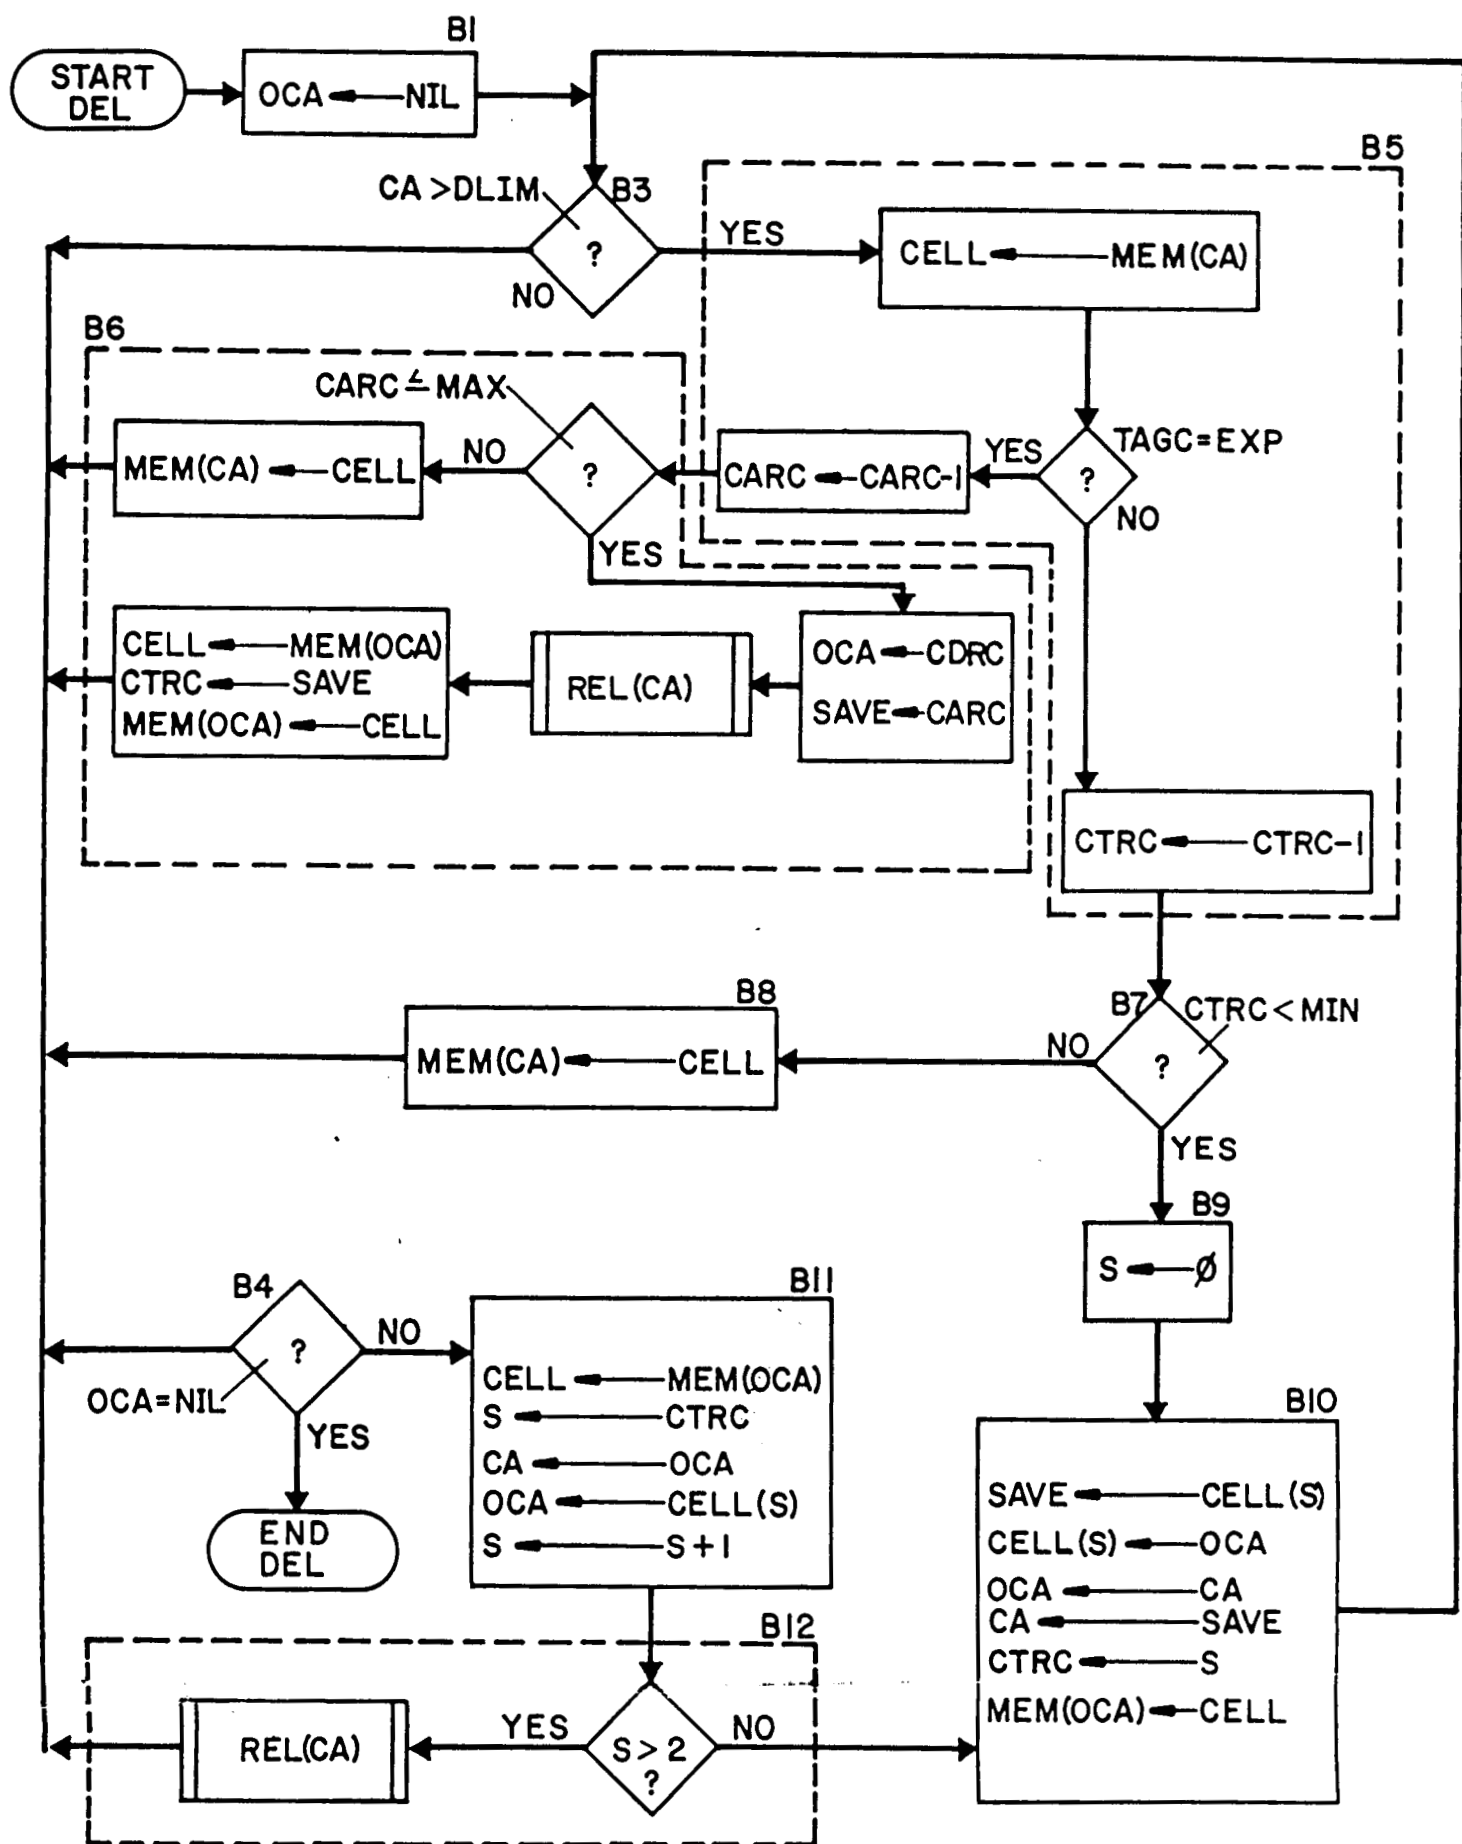 B1
START
DEL
OCA NIL
B5
CA >DLIM
B3
?
YES
NO
CELL MEM(CA)
B6
CARC ≤ MAX
?
NO
YES
MEM(CA) CELL
CARC CARC-1
YES
TAGC=EXP
?
NO
CELL MEM(OCA)
CTRC SAVE
MEM(OCA) CELL
REL(CA)
OCA CDRC
SAVE CARC
CTRC CTRC-1
B8
MEM(CA) CELL
B7
CTRC < MIN
NO
?
YES
B9
S Ø
B4
?
NO
OCA=NIL
YES
END
DEL
B11
CELL MEM(OCA)
S CTRC
CA OCA
OCA CELL(S)
S S+1
B10
SAVE CELL(S)
CELL(S) OCA
OCA CA
CA SAVE
CTRC S
MEM(OCA) CELL
B12
REL(CA)
YES
S > 2
?
NO